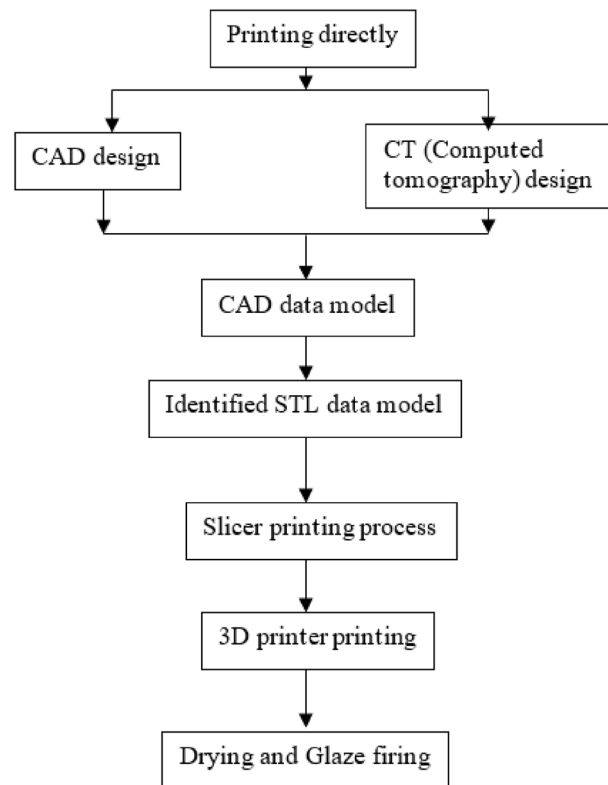 Printing directly
CAD design
CT (Computed
tomography) design
CAD data model
Identified STL data model
Slicer printing process
3D printer printing
Drying and Glaze firing